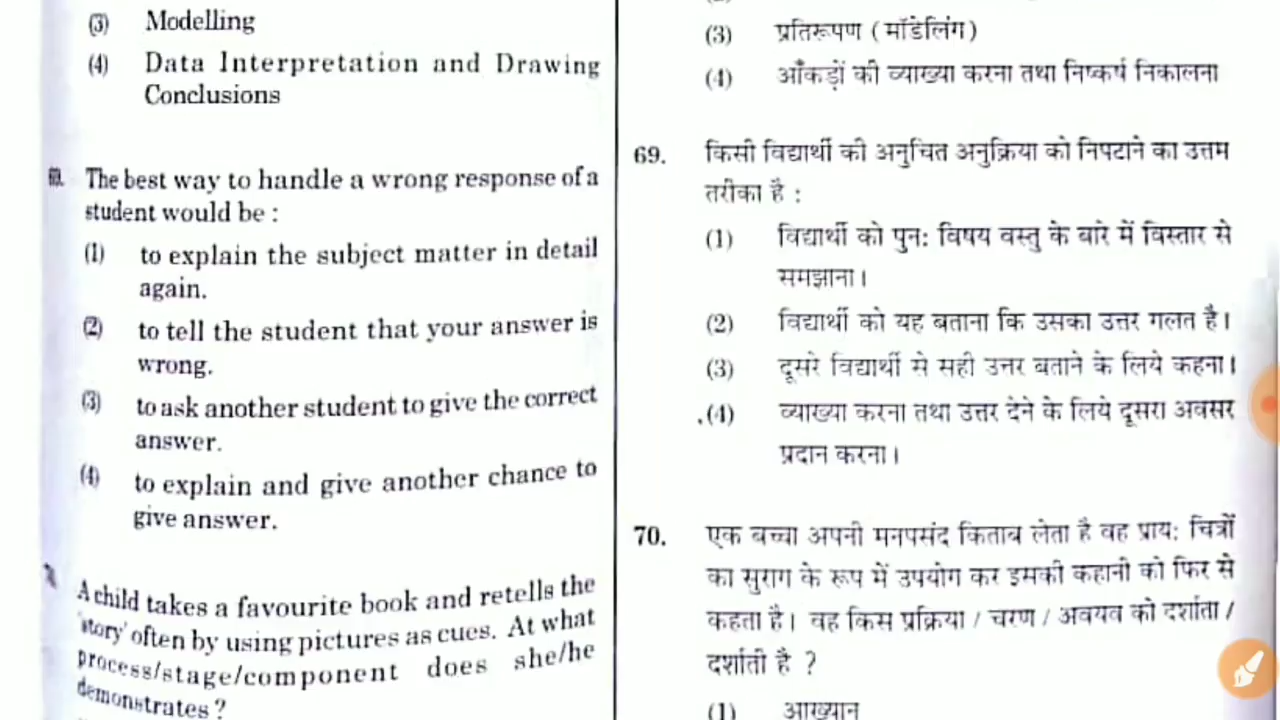 (3) Modelling
(4) Data Interpretation and Drawing
Conclusions
The best way to handle a wrong response of a
student would be :
(1) to explain the subject matter in detail
again.
(2) to tell the student that your answer is
wrong.
(3) to ask another student to give the correct
answer.
(4) to explain and give another chance to
give answer.
A child takes a favourite book and retells the
'story' often by using pictures as cues. At what
process/stage/component does she/he
demonstrates ?
(3) प्रतिरूपण (मॉडेलिंग)
(4) आँकड़ों की व्याख्या करना तथा निष्कर्ष निकालना
69. किसी विद्यार्थी की अनुचित अनुक्रिया को निपटाने का उत्तम
तरीका है :
(1) विद्यार्थी को पुन: विषय वस्तु के बारे में विस्तार से
समझाना।
(2) विद्यार्थी को यह बताना कि उसका उत्तर गलत है।
(3) दूसरे विद्यार्थी से सही उत्तर बताने के लिये कहना।
(4) व्याख्या करना तथा उत्तर देने के लिये दूसरा अवसर
प्रदान करना।
70. एक बच्चा अपनी मनपसंद किताब लेता है वह प्राय: चित्रों
का सुराग के रूप में उपयोग कर इमकी कहानी को फिर से
कहता है। वह किस प्रक्रिया / चरण / अवयव को दर्शाता /
दर्शाती है ?
(1) आख्यान